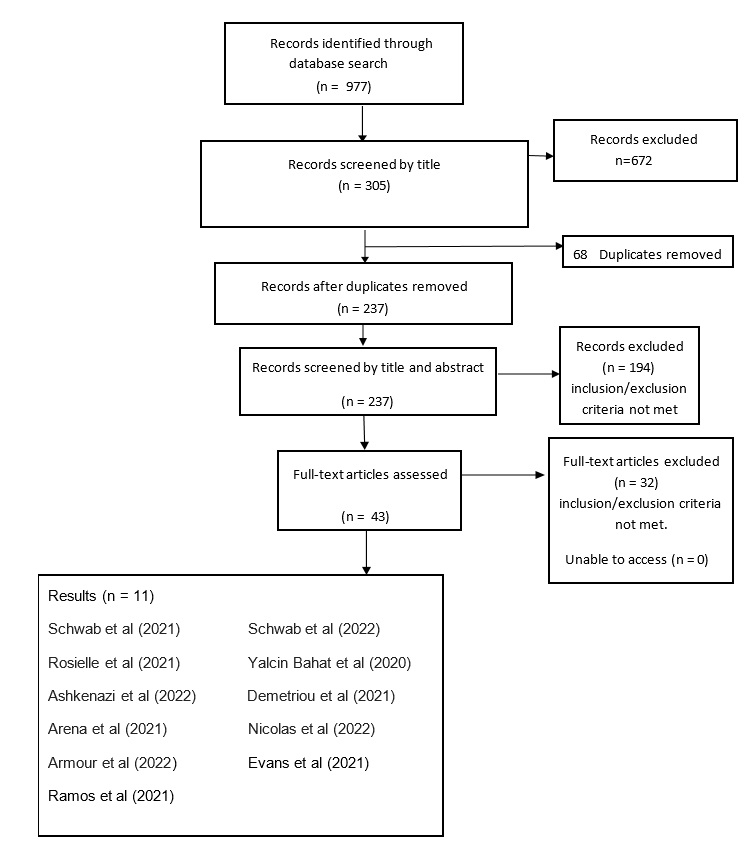 Records identified through
database search
(n = 977)
Records excluded
n=672
Records screened by title
(n = 305)
68 Duplicates removed
Records after duplicates removed
(n = 237)
Records screened by title and abstract
(n = 237)
Records excluded
(n = 194)
inclusion/exclusion
criteria not met
Full-text articles assessed
(n = 43)
Full-text articles excluded
(n = 32)
inclusion/exclusion criteria
not met.
Unable to access (n = 0)
Results (n = 11)
Schwab et al (2021) Schwab et al (2022)
Rosielle et al (2021) Yalcin Bahat et al (2020)
Ashkenazi et al (2022) Demetriou et al (2021)
Arena et al (2021) Nicolas et al (2022)
Armour et al (2022) Evans et al (2021)
Ramos et al (2021)